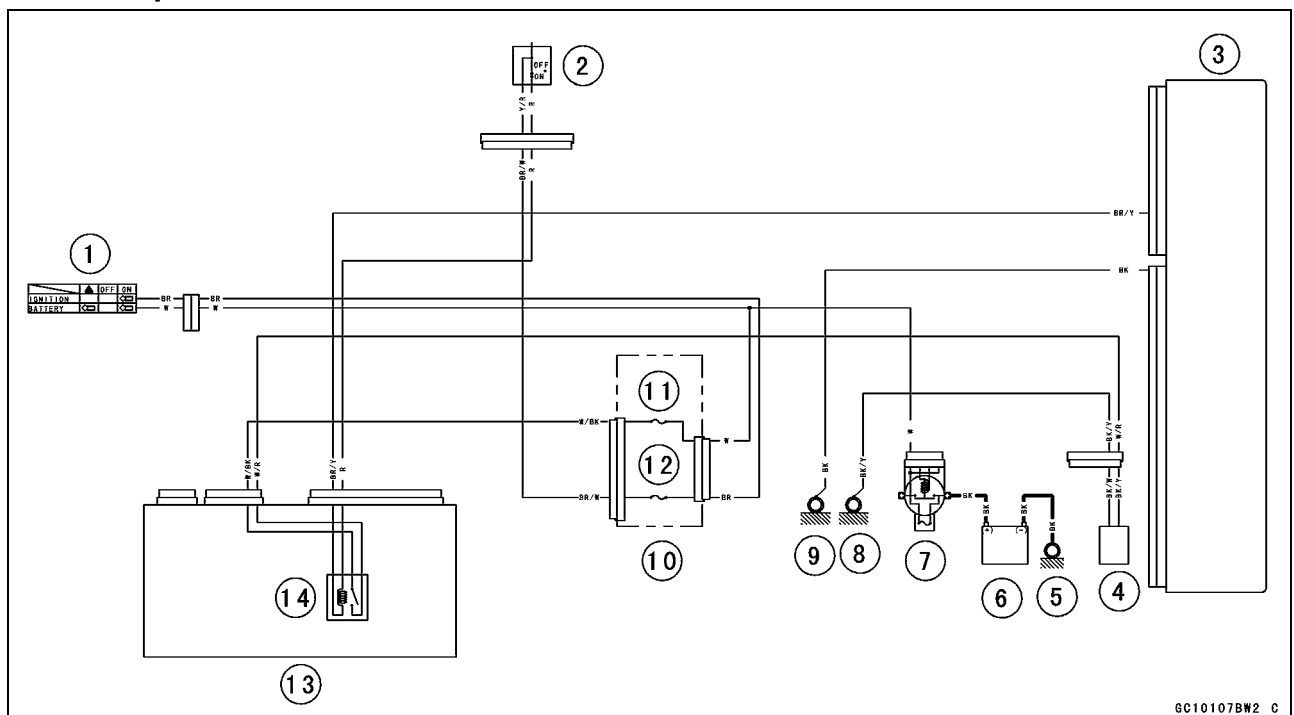 3
2
OFF
ON
Y/R
R
BR/W
R
BR/Y
1
OFF ON
IGNITION
BATTERY
BR
W
BR
W
BK
11
W/BK
W
12
BR/W
BR
10
W/BK
W/R
BR/Y
R
14
13
BK
9
BK/Y
8
W
7
BK
BK
(+)
(-)
BK
BK
6
5
BK/Y
W/R
BK/W
BK/Y
4
GC10107BW2 C